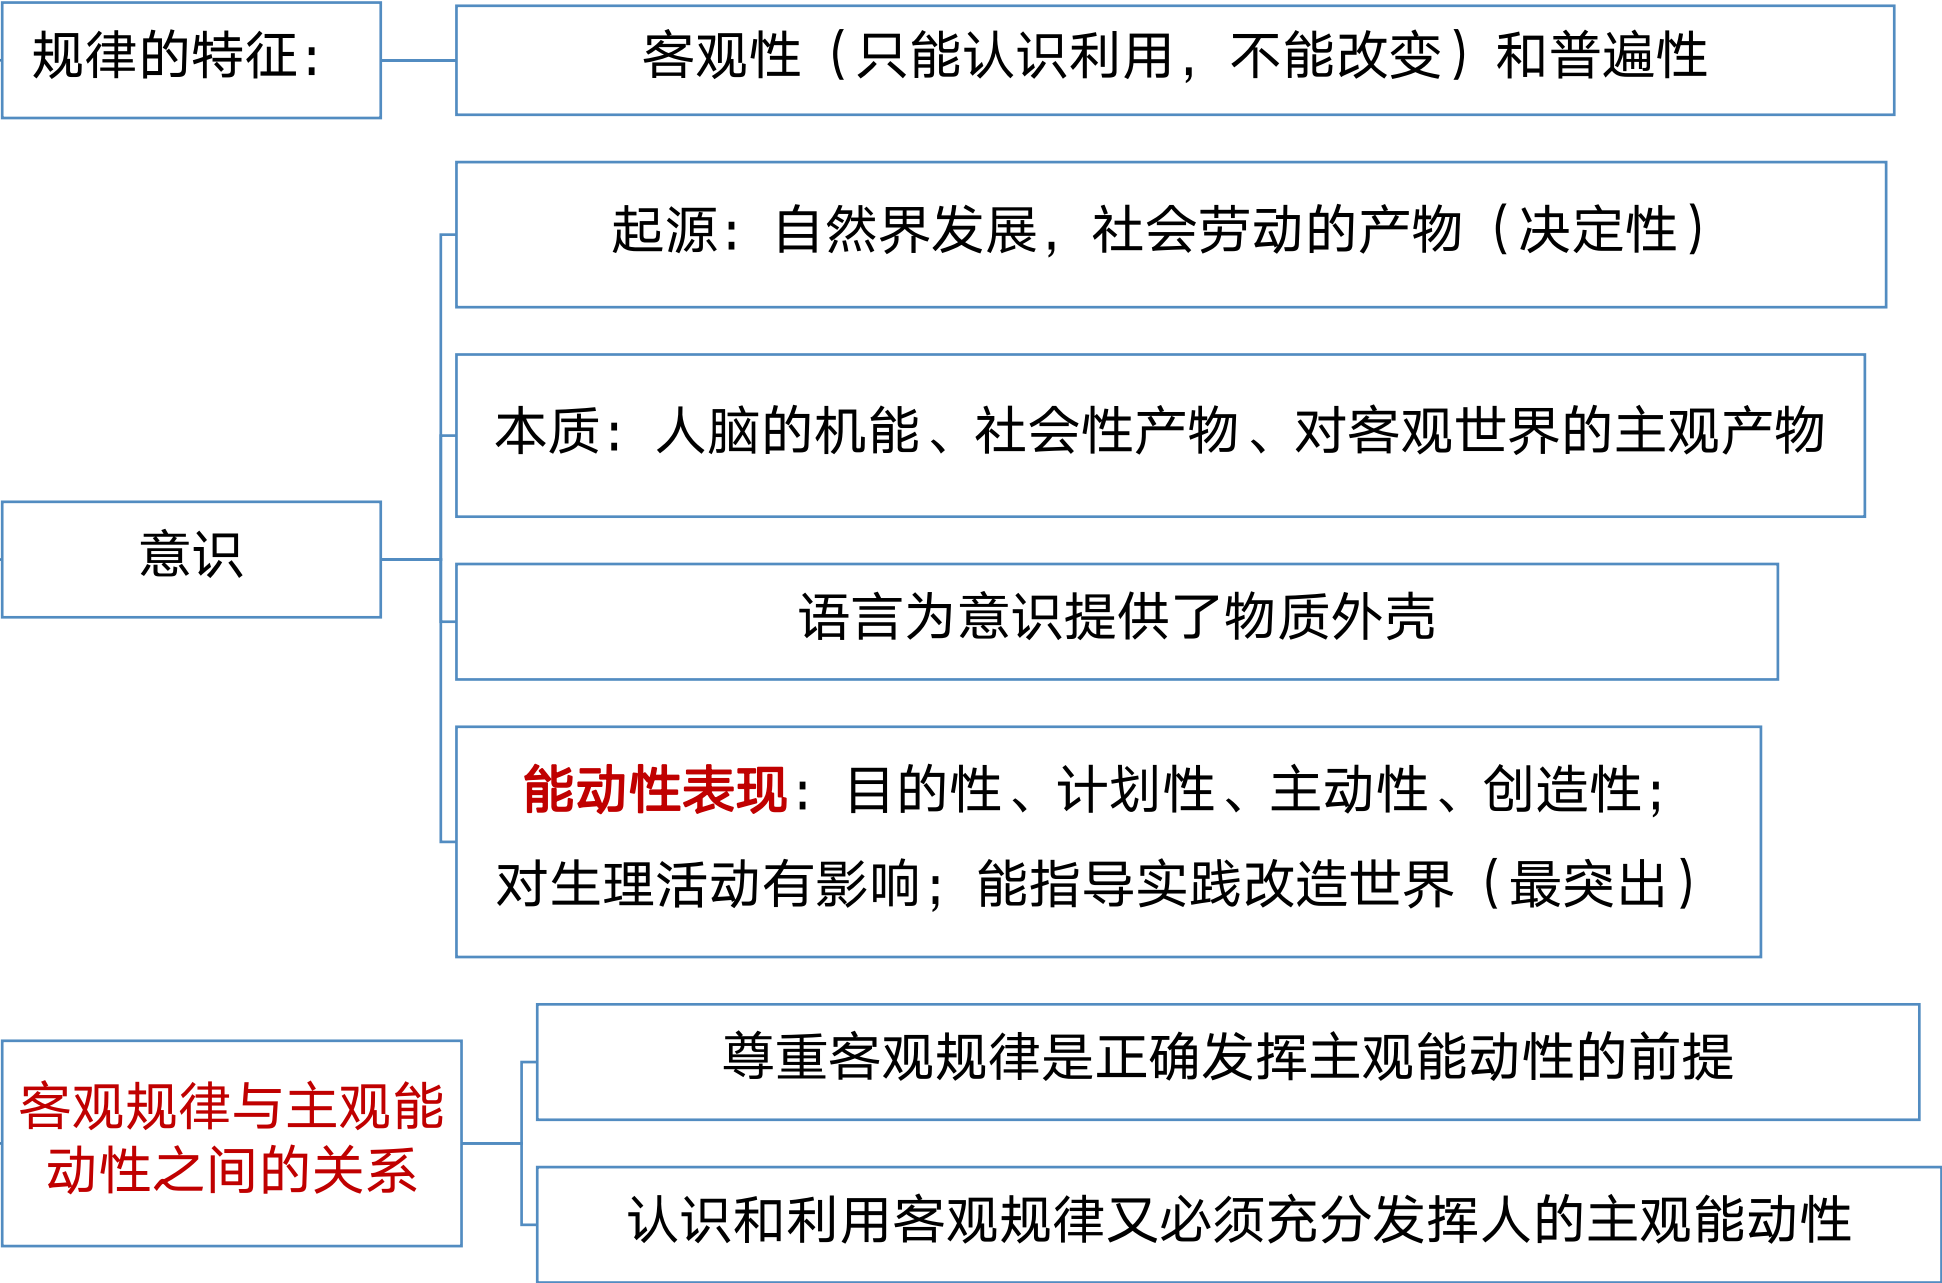 规律的特征：
客观性（只能认识利用，不能改变）和普遍性
起源：自然界发展，社会劳动的产物（决定性）
本质：人脑的机能、社会性产物、对客观世界的主观产物
意识
语言为意识提供了物质外壳
能动性表现：目的性、计划性、主动性、创造性；
对生理活动有影响；能指导实践改造世界（最突出）
客观规律与主观能
动性之间的关系
尊重客观规律是正确发挥主观能动性的前提
认识和利用客观规律又必须充分发挥人的主观能动性